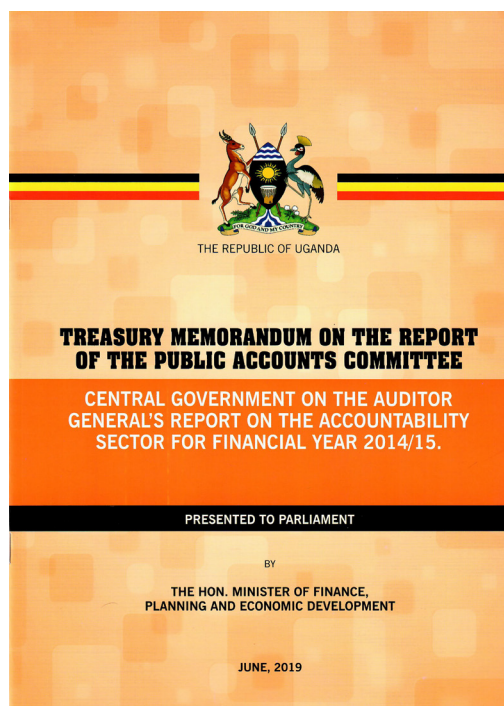 FOR GOD AND MY COUNTRY
THE REPUBLIC OF UGANDA
TREASURY MEMORANDUM ON THE REPORT
OF THE PUBLIC ACCOUNTS COMMITTEE
CENTRAL GOVERNMENT ON THE AUDITOR
GENERAL'S REPORT ON THE ACCOUNTABILITY
SECTOR FOR FINANCIAL YEAR 2014/15.
PRESENTED TO PARLIAMENT
BY
THE HON. MINISTER OF FINANCE,
PLANNING AND ECONOMIC DEVELOPMENT
JUNE, 2019